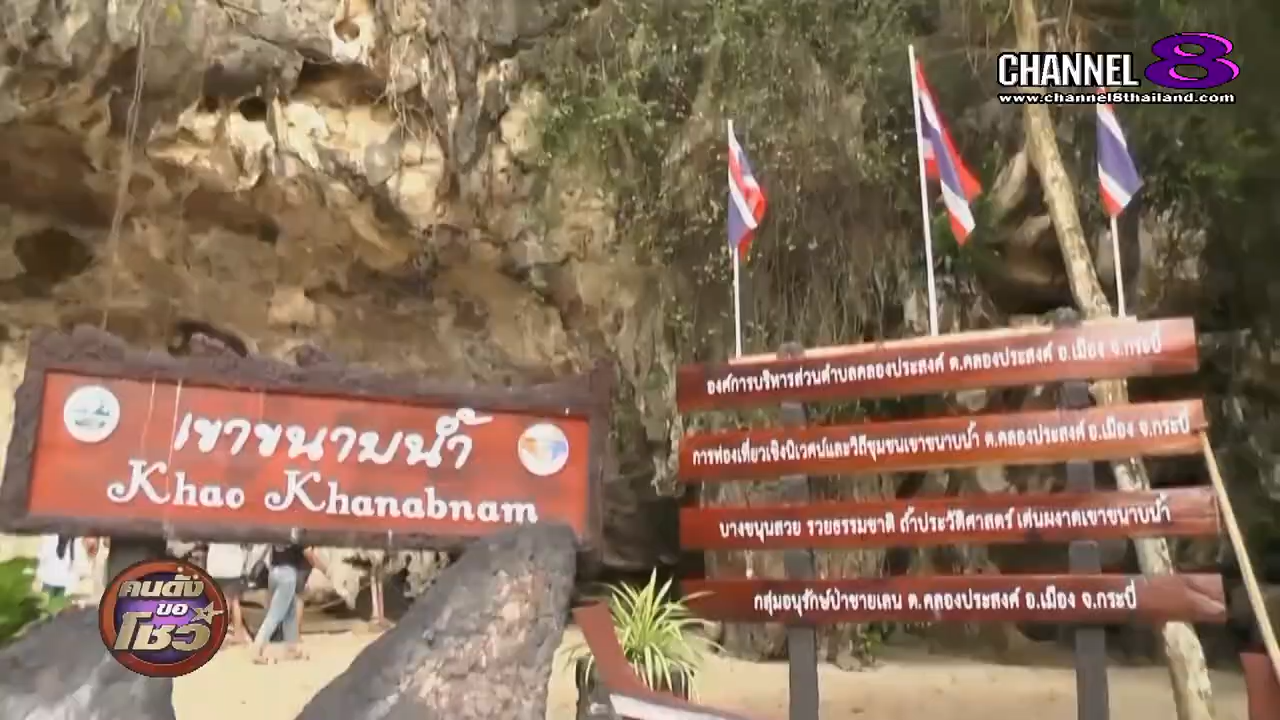 CHANNEL 8
www.channel8thailand.com
เขาขนาบน้ำ
Khao Khanabnam
องค์การบริหารส่วนตำบลคลองประสงค์ ต.คลองประสงค์ อ.เมือง จ.กระบี่
การท่องเที่ยวเชิงนิเวศน์และวิถีชุมชนเขาขนาบน้ำ ต.คลองประสงค์ อ.เมือง จ.กระบี่
บางขนุนสวย รวยธรรมชาติ ถ้ำประวัติศาสตร์ เด่นผงาดเขาขนาบน้ำ
กลุ่มอนุรักษ์ป่าชายเลน ต.คลองประสงค์ อ.เมือง จ.กระบี่
คนดัง
ขอ
โชว์